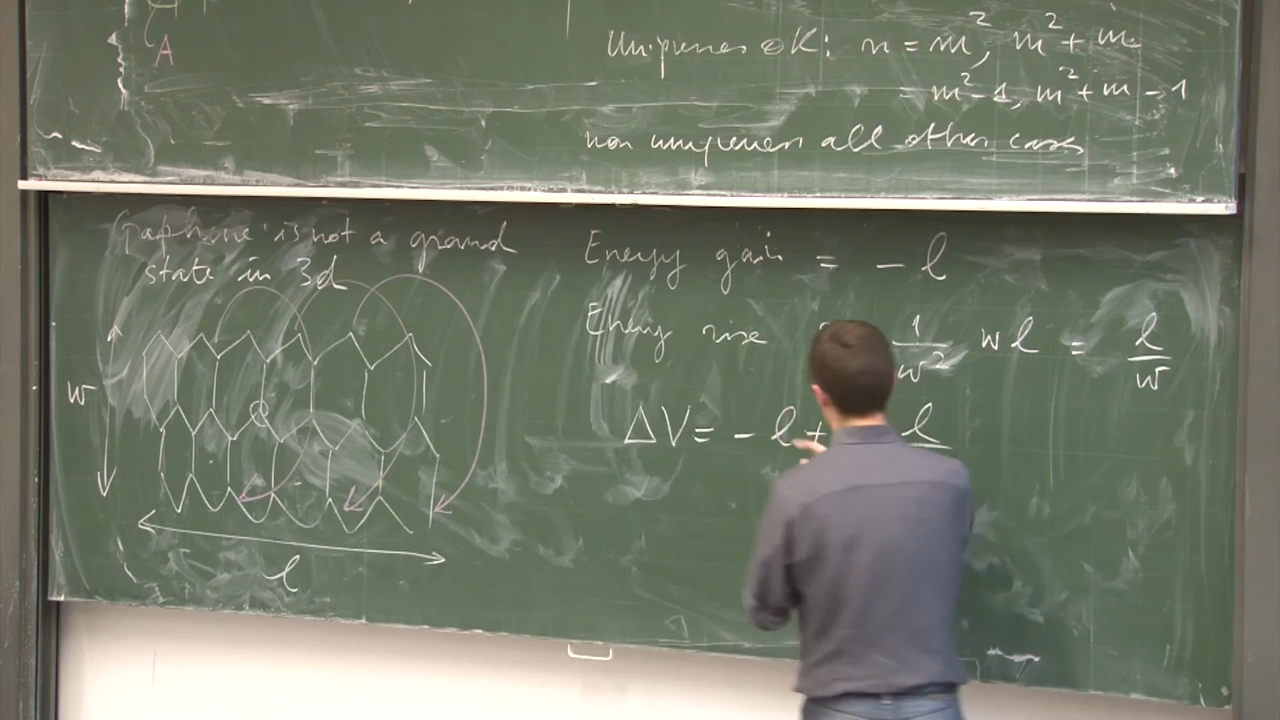 A
Uniqueness OK: n = m², m² + m
= m² - 1, m² + m - 1
non uniqueness all other cases
Graphene is not a ground
state in 3d
w
l
Energy gain = - l
Energy rise 1/w² w l = l/w
ΔV = - l + l